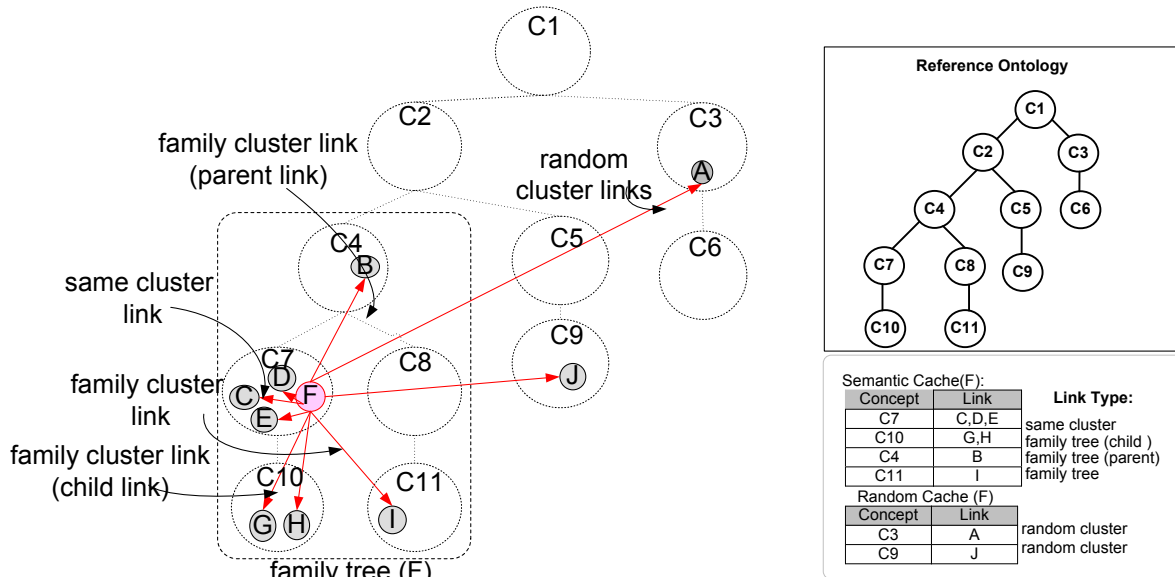 C1
C2
C3
family cluster link
(parent link)
random
cluster links
A
C4
B
C5
C6
same cluster
link
C7
D
C
E
F
C8
C9
J
family cluster
link
family cluster link
(child link)
C10
G
H
C11
I
family tree (F)
Reference Ontology
C1
C2
C3
C4
C5
C6
C7
C8
C9
C10
C11
Semantic Cache(F):
Concept Link Link Type:
C7 C,D,E same cluster
C10 G,H family tree (child )
C4 B family tree (parent)
C11 I family tree
Random Cache (F)
Concept Link
C3 A random cluster
C9 J random cluster